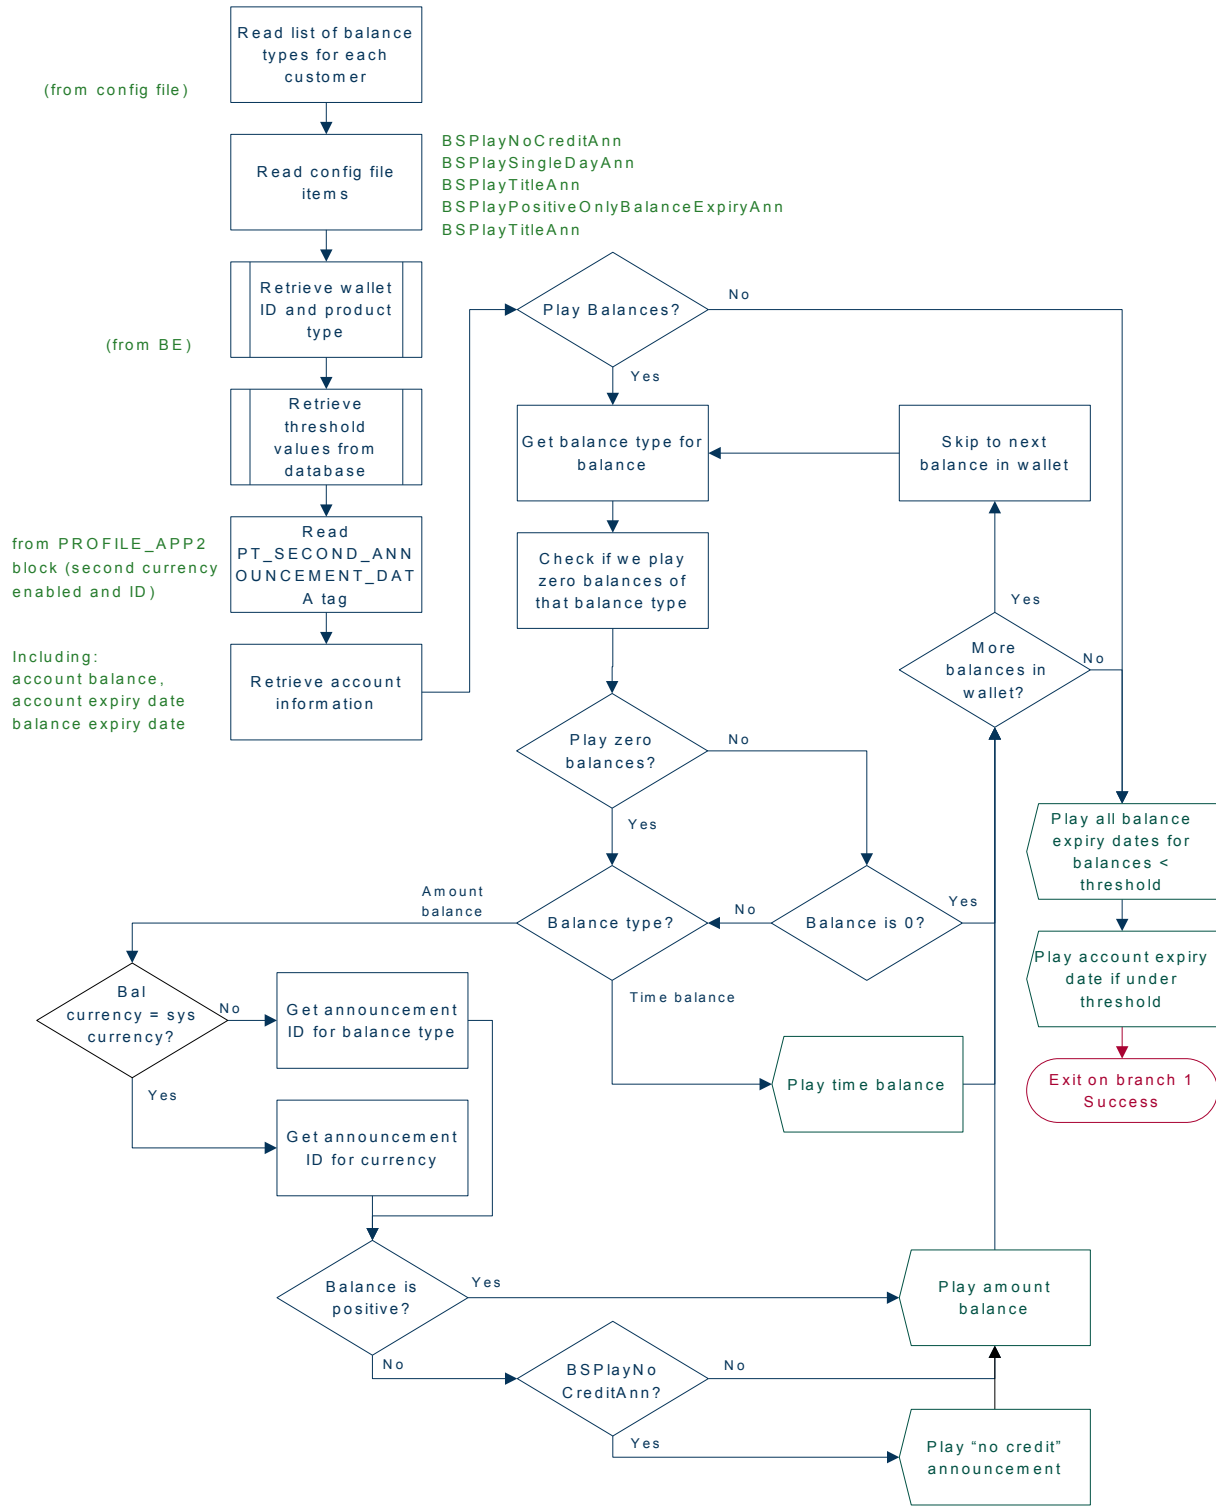 Read list of balance
types for each
customer
(from config file)
Read config file
items
BSPlayNoCreditAnn
BSPlaySingleDayAnn
BSPlayTitleAnn
BSPlayPositiveOnlyBalanceExpiryAnn
BSPlayTitleAnn
Retrieve wallet
ID and product
type
(from BE)
Play Balances?
No
Yes
Retrieve
threshold
values from
database
Get balance type for
balance
Skip to next
balance in wallet
Read
PT_SECOND_ANN
OUNCEMENT_DAT
A tag
from PROFILE_APP2
block (second currency
enabled and ID)
Check if we play
zero balances of
that balance type
Yes
More
balances in
wallet?
No
Including:
account balance,
account expiry date
balance expiry date
Retrieve account
information
Play zero
balances?
No
Yes
Play all balance
expiry dates for
balances <
threshold
Amount
balance
Balance type?
No
Balance is 0?
Yes
Play account expiry
date if under
threshold
Time balance
Bal
currency = sys
currency?
No
Get announcement
ID for balance type
Yes
Play time balance
Exit on branch 1
Success
Get announcement
ID for currency
Balance is
positive?
Yes
Play amount
balance
No
BSPlayNo
CreditAnn?
No
Yes
Play “no credit”
announcement